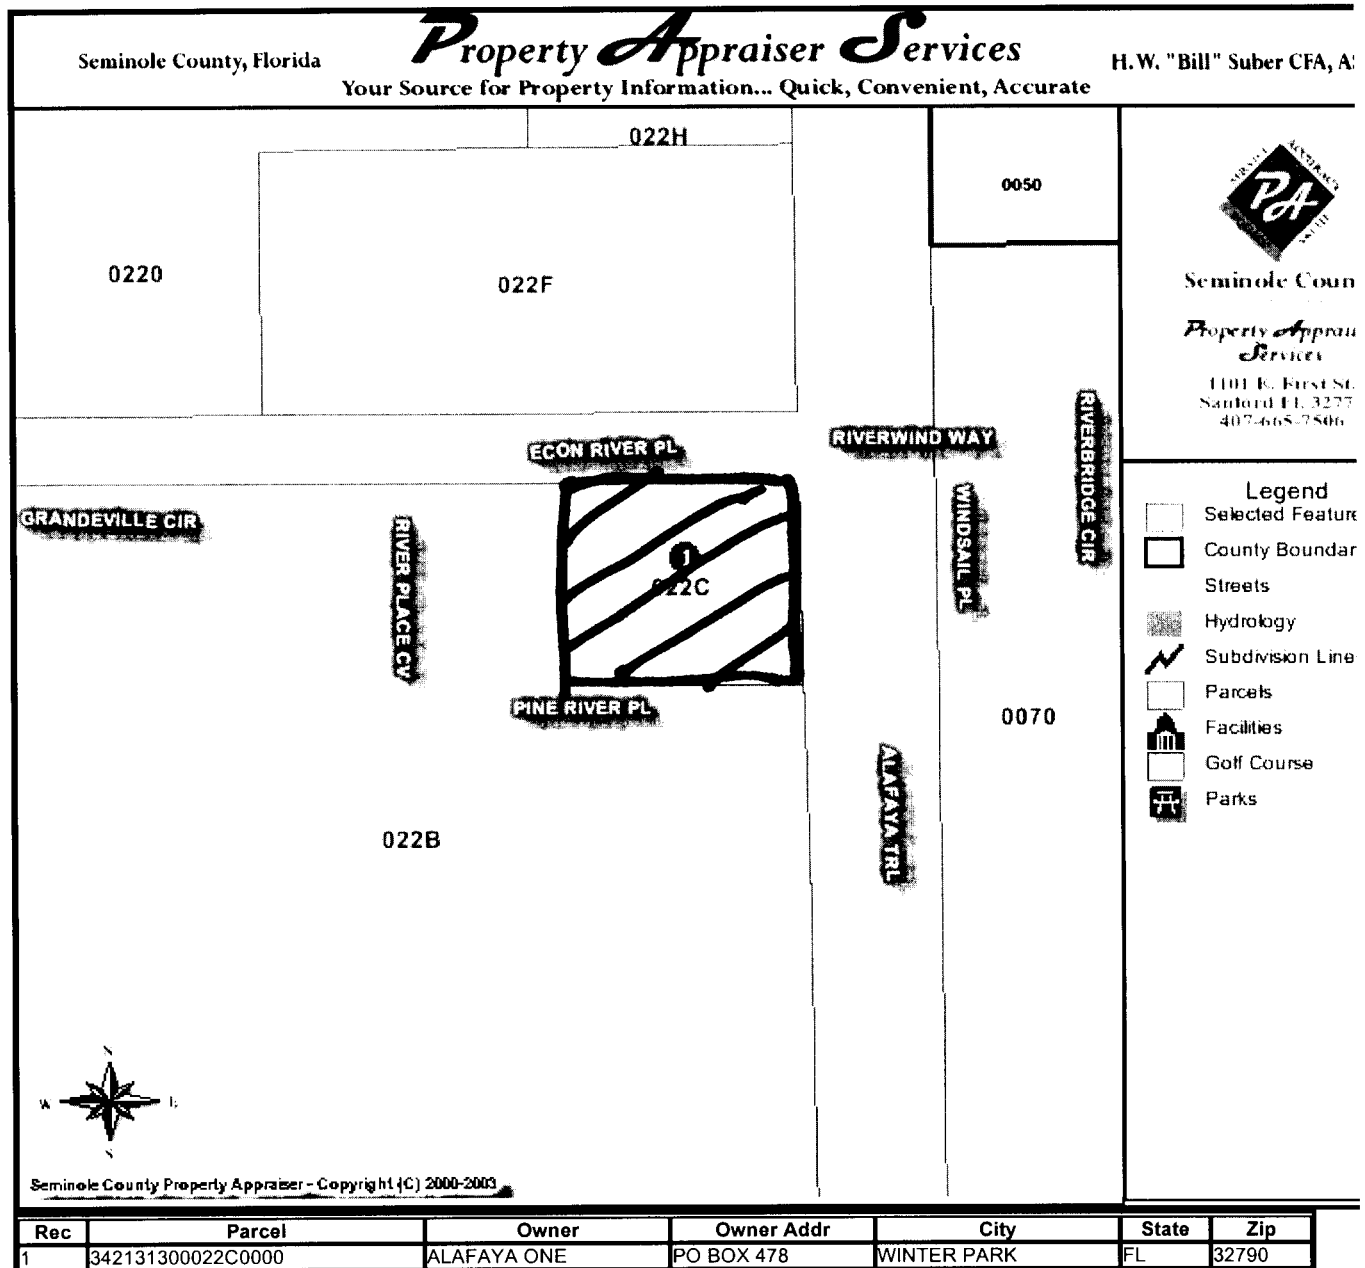 Seminole County, Florida
Property Appraiser Services
H.W. "Bill" Suber CFA, A
Your Source for Property Information... Quick, Convenient, Accurate
022H
0050
0220
022F
PA
Seminole Coun
Property Apprai
Services
1101 E. First St.
Sanford FL 3277
407-665-7506
ECON RIVER PL
RIVERWIND WAY
RIVERBRIDGE CIR
GRANDEVILLE CIR
RIVER PLACE CV
WINDSAIL PL
1
022C
PINE RIVER PL
0070
ALAFAYA TRL
022B
Legend
Selected Feature
County Boundar
Streets
Hydrology
Subdivision Line
Parcels
Facilities
Golf Course
Parks
N
W E
S
Seminole County Property Appraiser - Copyright (C) 2000-2003
Rec Parcel Owner Owner Addr City State Zip
1 342131300022C0000 ALAFAYA ONE PO BOX 478 WINTER PARK FL 32790